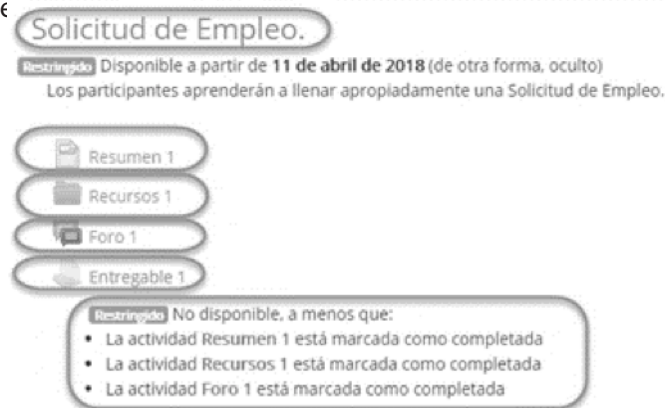 e
Solicitud de Empleo.
Restringido Disponible a partir de 11 de abril de 2018 (de otra forma, oculto)
Los participantes aprenderán a llenar apropiadamente una Solicitud de Empleo.
Resumen 1
Recursos 1
Foro 1
Entregable 1
Restringido No disponible, a menos que:
• La actividad Resumen 1 está marcada como completada
• La actividad Recursos 1 está marcada como completada
• La actividad Foro 1 está marcada como completada